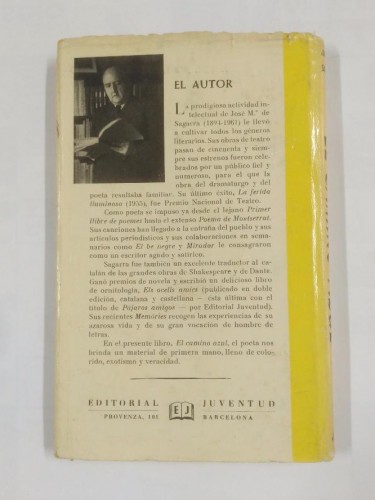 EL AUTOR
La prodigiosa actividad in-
telectual de José M.ª de
Sagarra (1894-1961) le llevó
a cultivar todos los géneros
literarios. Sus obras de teatro
pasan de cincuenta y siem-
pre sus estrenos fueron cele-
brados por un público fiel y
numeroso, para el que la
obra del dramaturgo y del
poeta resultaba familiar. Su último éxito, La ferida
lluminosa (1955), fue Premio Nacional de Teatro.
Como poeta se impuso ya desde el lejano Primer
llibre de poemes hasta el extenso Poema de Montserrat.
Sus canciones han llegado a la entraña del pueblo y sus
artículos periodísticos y sus colaboraciones en sema-
narios como El be negre y Mirador le consagraron
como un escritor agudo y satírico.
Sagarra fue también un excelente traductor al ca-
talán de las grandes obras de Shakespeare y de Dante.
Ganó premios de novela y escribió un delicioso libro
de ornitología, Els ocells amics (publicado en doble
edición, catalana y castellana — ésta última con el
título de Pájaros amigos — por Editorial Juventud).
Sus recientes Memorias recogen las experiencias de su
azarosa vida y de su gran vocación de hombre de
letras.
En el presente libro, El camino azul, el poeta nos
brinda un material de primera mano, lleno de colo-
rido, exotismo y veracidad.
EDITORIAL EJ JUVENTUD
PROVENZA, 101 BARCELONA